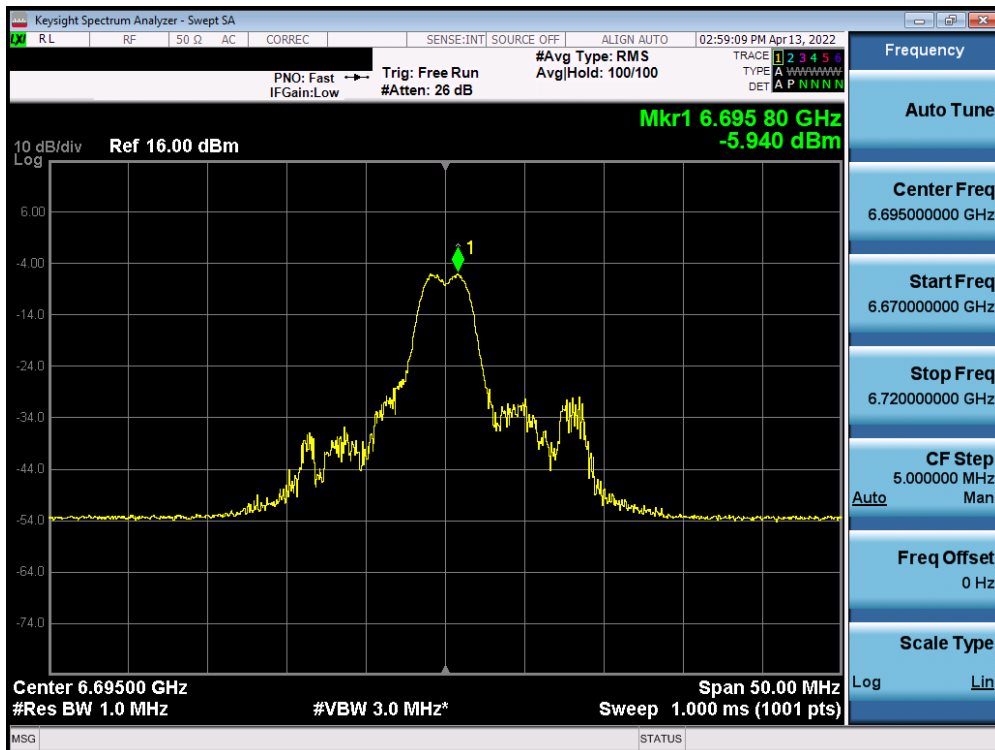 Keysight Spectrum Analyzer - Swept SA
LXI RL RF 50 Ω AC CORREC SENSE:INT SOURCE OFF ALIGN AUTO 02:59:09 PM Apr 13, 2022
Frequency
PNO: Fast
IFGain:Low
Trig: Free Run
#Atten: 26 dB
#Avg Type: RMS
Avg|Hold: 100/100
TRACE 1 2 3 4 5 6
TYPE A WWWWW
DET A P N N N N
Mkr1 6.695 80 GHz
-5.940 dBm
10 dB/div Ref 16.00 dBm
Log
6.00
-4.00
-14.0
-24.0
-34.0
-44.0
-54.0
-64.0
-74.0
1
Center 6.69500 GHz Span 50.00 MHz
#Res BW 1.0 MHz #VBW 3.0 MHz* Sweep 1.000 ms (1001 pts)
MSG STATUS
Auto Tune
Center Freq
6.695000000 GHz
Start Freq
6.670000000 GHz
Stop Freq
6.720000000 GHz
CF Step
5.000000 MHz
Auto Man
Freq Offset
0 Hz
Scale Type
Log Lin